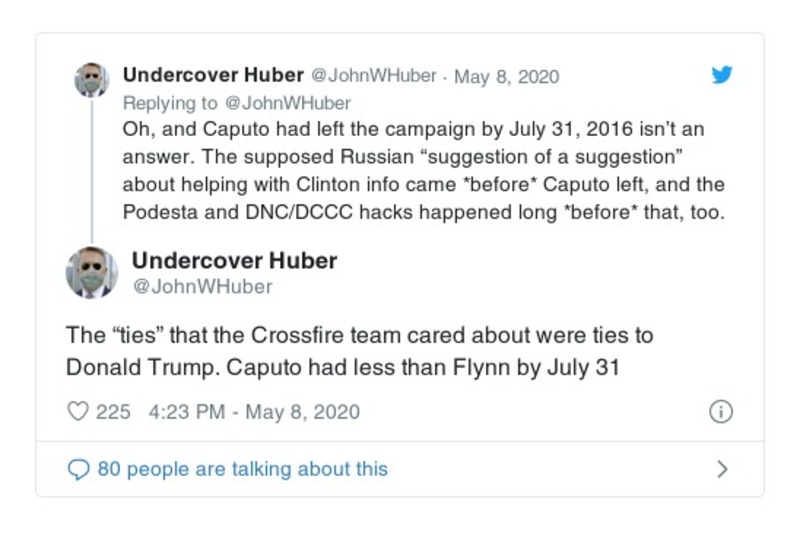 Undercover Huber @JohnWHuber · May 8, 2020
Replying to @JohnWHuber
Oh, and Caputo had left the campaign by July 31, 2016 isn’t an
answer. The supposed Russian “suggestion of a suggestion”
about helping with Clinton info came *before* Caputo left, and the
Podesta and DNC/DCCC hacks happened long *before* that, too.
Undercover Huber
@JohnWHuber
The “ties” that the Crossfire team cared about were ties to
Donald Trump. Caputo had less than Flynn by July 31
225 4:23 PM - May 8, 2020
80 people are talking about this